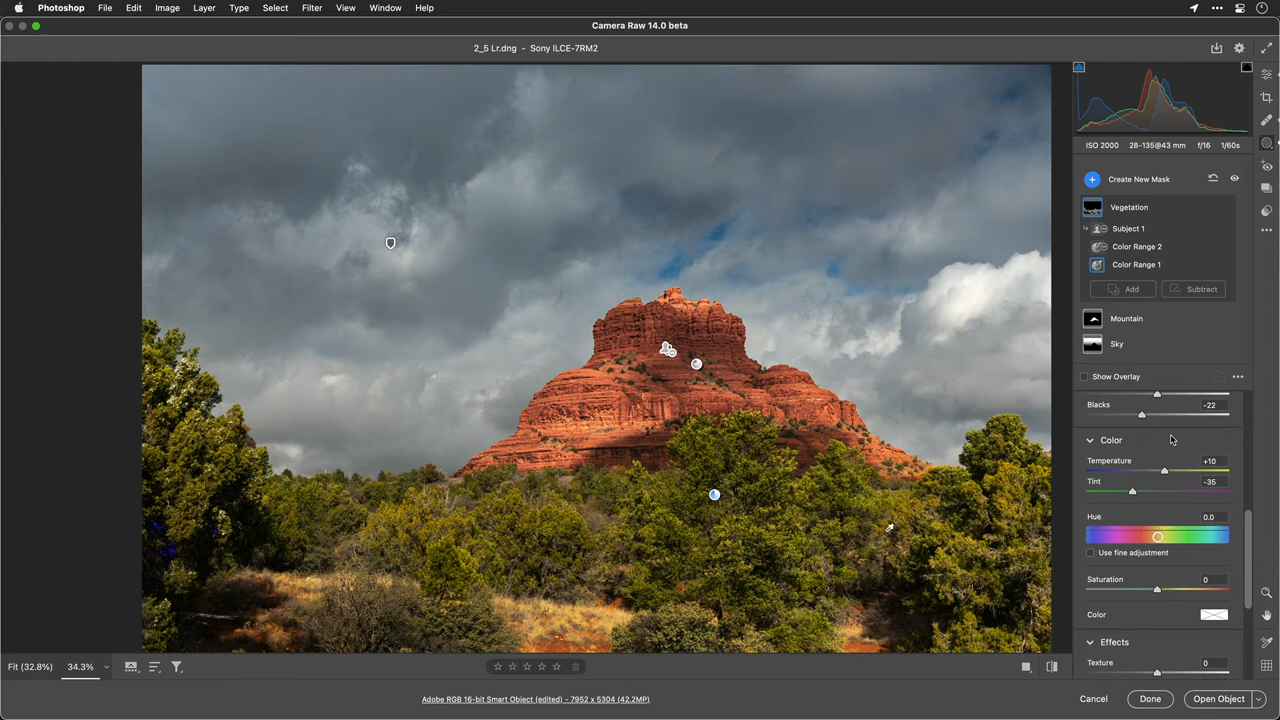 Photoshop File Edit Image Layer Type Select Filter View Window Help
Camera Raw 14.0 beta
2_5 Lr.dng - Sony ILCE-7RM2
ISO 2000 28-135@43 mm f/16 1/60s
Create New Mask
Vegetation
Subject 1
Color Range 2
Color Range 1
Add Subtract
Mountain
Sky
Show Overlay
Blacks -22
Color
Temperature +10
Tint -35
Hue 0.0
Use fine adjustment
Saturation 0
Color
Effects
Texture 0
Fit (32.8%) 34.3%
Adobe RGB 16-bit Smart Object (edited) - 7952 x 5304 (42.2MP)
Cancel Done Open Object